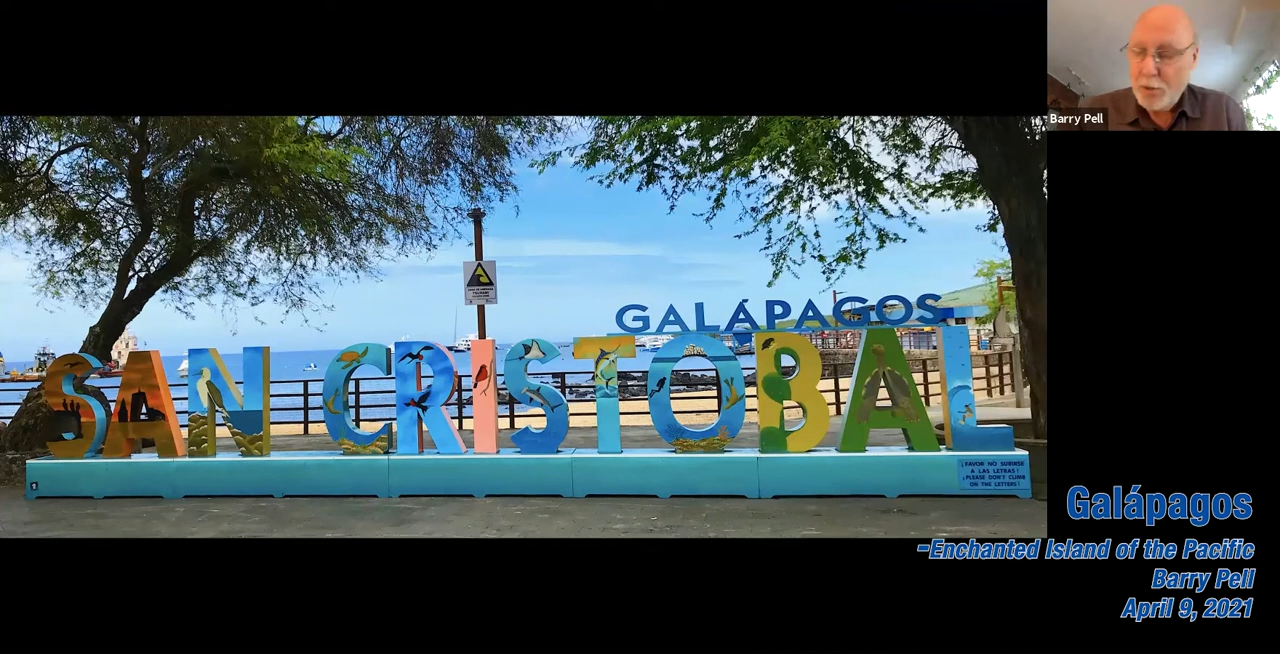 Barry Pell
TSUNAMI
GALÁPAGOS
SAN CRISTOBAL
¡FAVOR NO SUBIRSE
A LAS LETRAS!
¡PLEASE DON'T CLIMB
ON THE LETTERS!
Galápagos
-Enchanted Island of the Pacific
Barry Pell
April 9, 2021